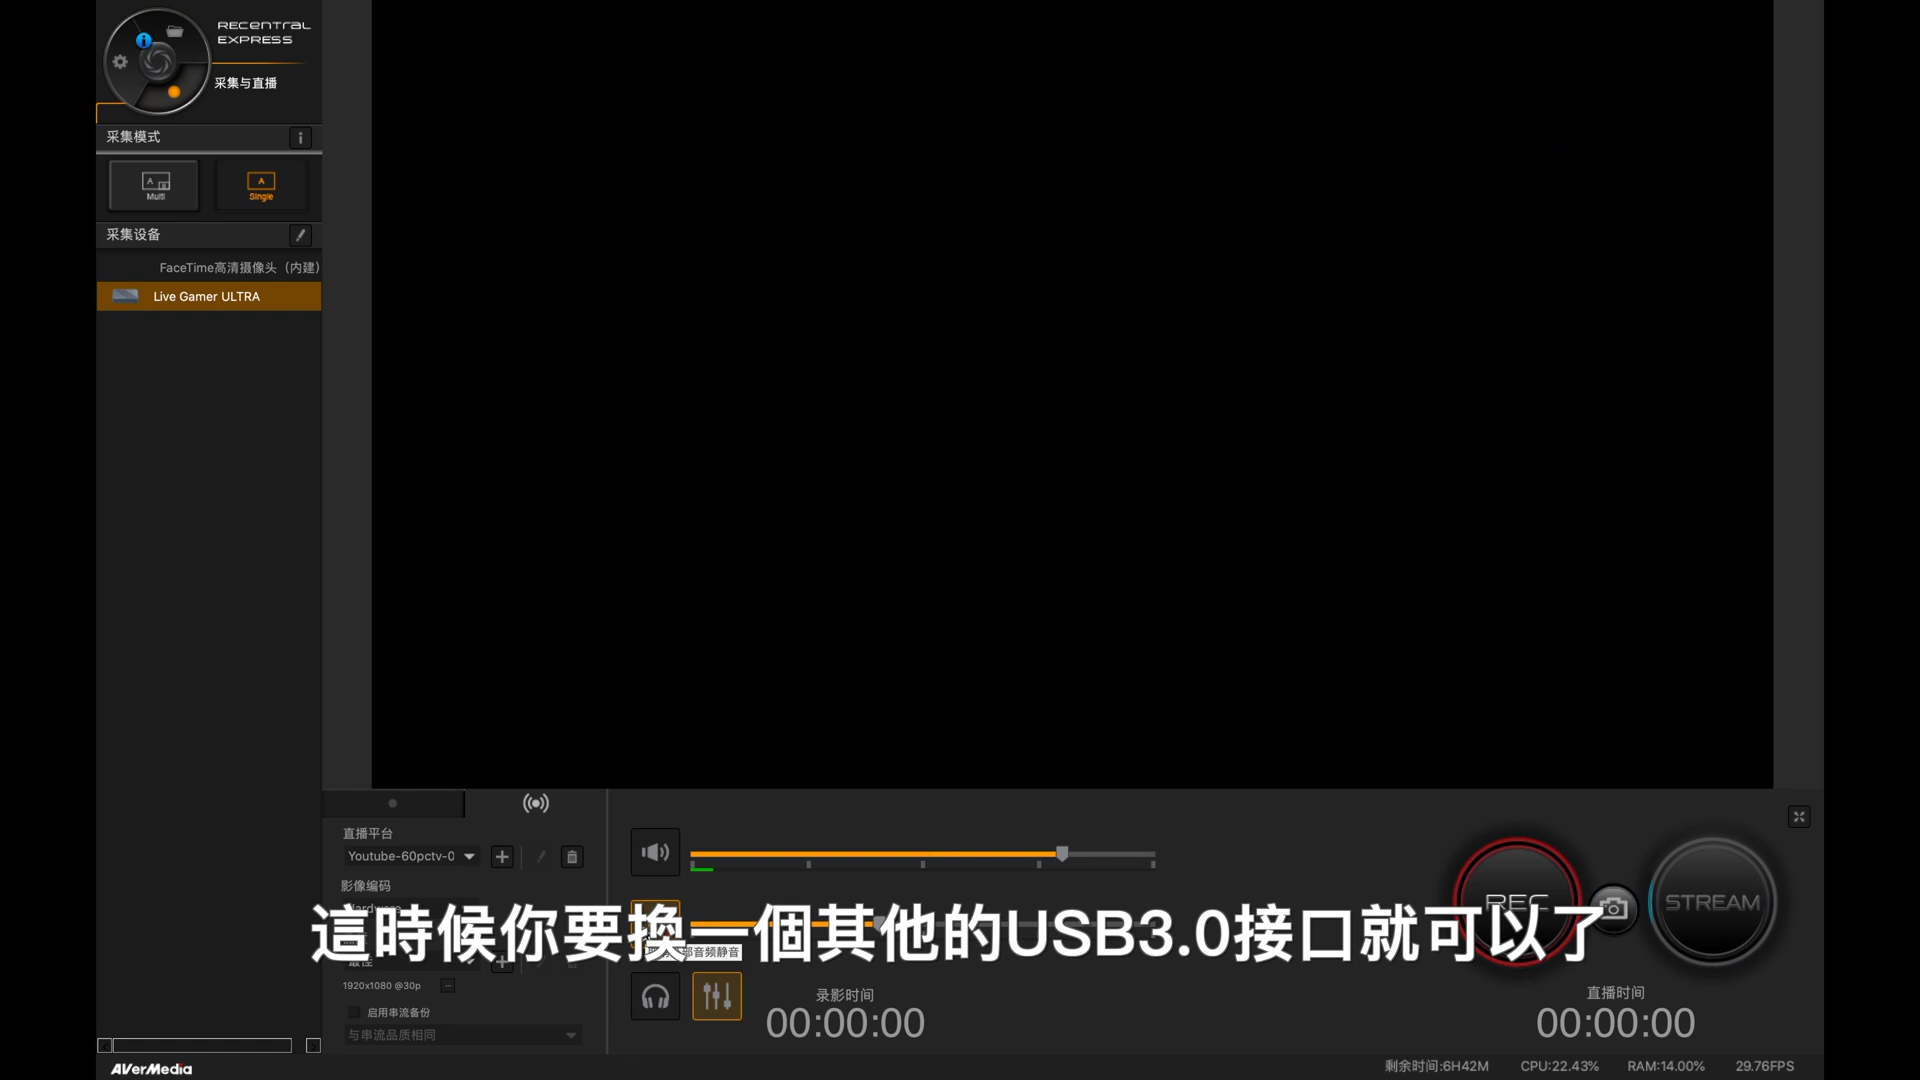 RECENTRAL
EXPRESS
采集与直播
采集模式
i
A
Multi
A
Single
采集设备
FaceTime高清摄像头（内建）
Live Gamer ULTRA
直播平台
Youtube-60pctv-0
影像编码
這時候你要換一個其他的USB3.0接口就可以了
REC
STREAM
部音频静音
最佳
1920x1080 @30p
启用串流备份
与串流品质相同
录影时间
00:00:00
直播时间
00:00:00
AVerMedia
剩余时间:6H42M
CPU:22.43%
RAM:14.00%
29.76FPS